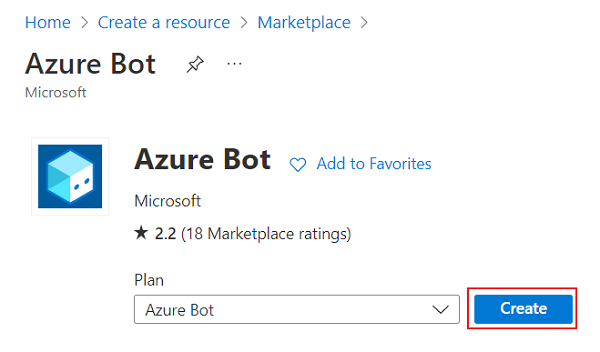 Home > Create a resource > Marketplace >
Azure Bot ...
Microsoft
Azure Bot Add to Favorites
Microsoft
★ 2.2 (18 Marketplace ratings)
Plan
Azure Bot Create